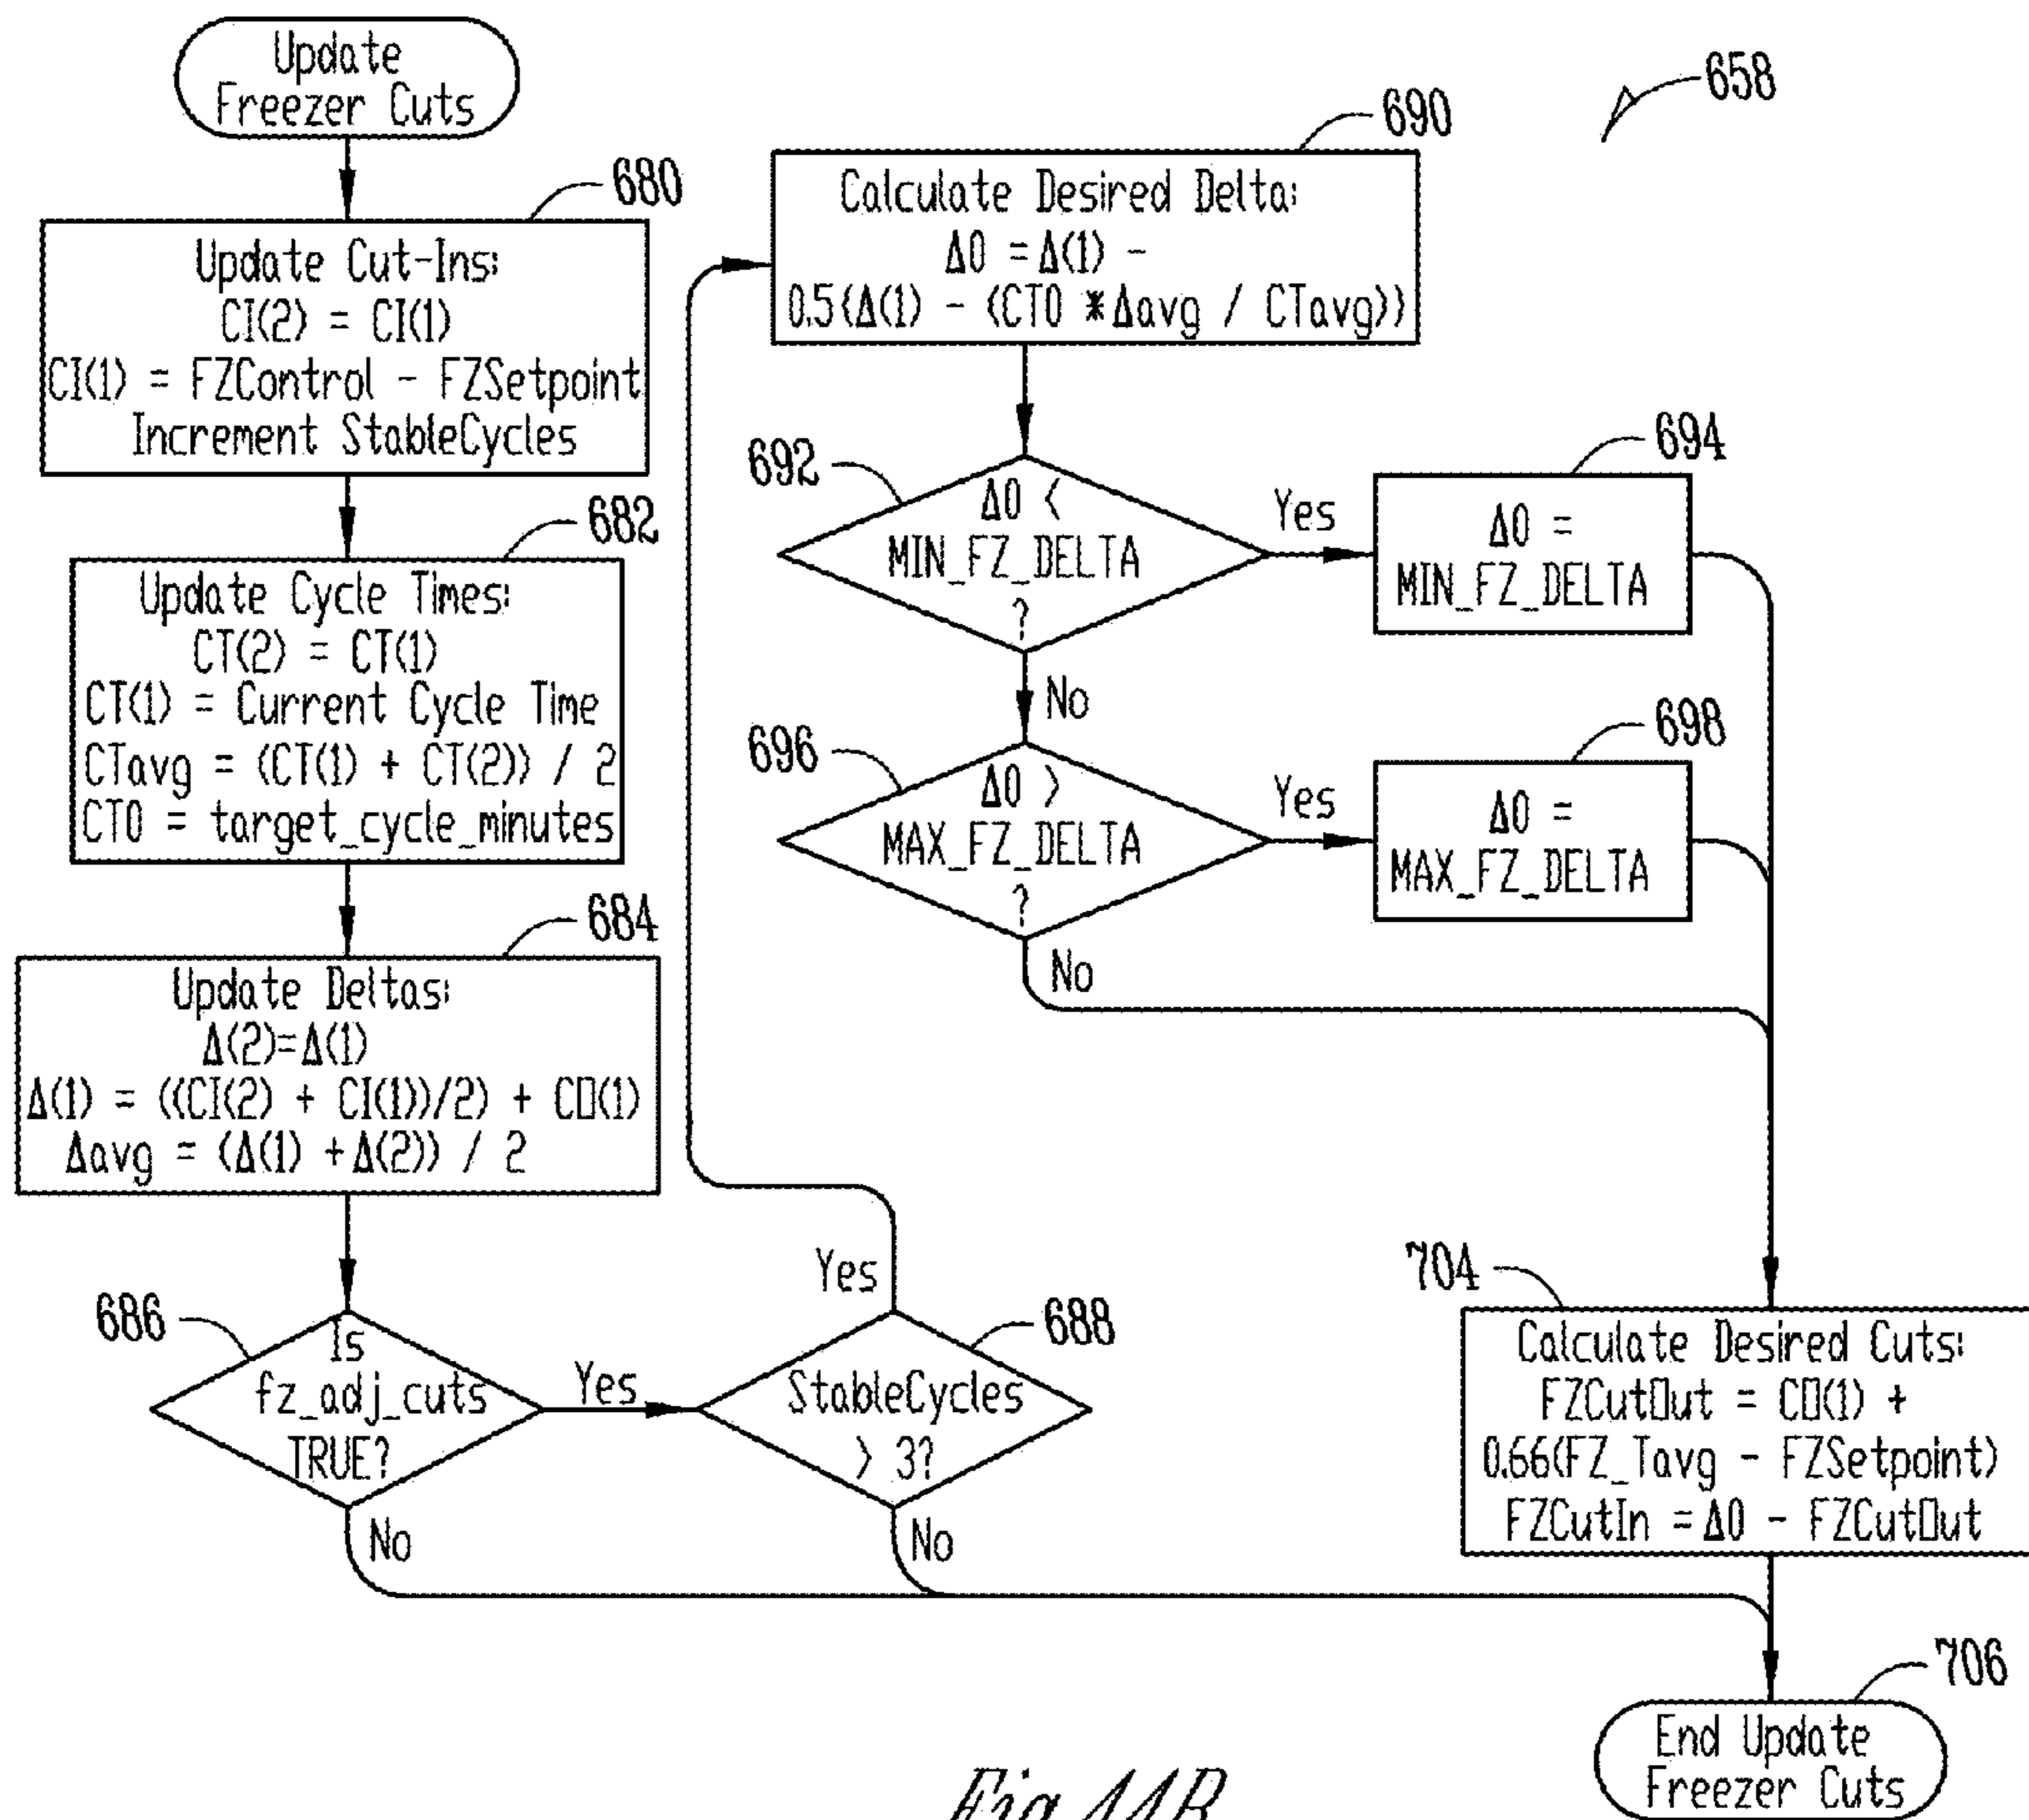 Update
Freezer Cuts
680
Update Cut-Ins:
CI(2) = CI(1)
CI(1) = FZControl - FZSetpoint
Increment StableCycles
682
Update Cycle Times:
CT(2) = CT(1)
CT(1) = Current Cycle Time
CTavg = (CT(1) + CT(2)) / 2
CT0 = target_cycle_minutes
684
Update Deltas:
Δ(2)=Δ(1)
Δ(1) = ((CI(2) + CI(1))/2) + CO(1)
Δavg = (Δ(1) +Δ(2)) / 2
686
Is
fz_adj_cuts
TRUE?
Yes
No
688
StableCycles
> 3?
Yes
No
658
690
Calculate Desired Delta:
Δ0 =Δ(1) -
0.5(Δ(1) - (CT0 *Δavg / CTavg))
692
Δ0 <
MIN_FZ_DELTA
?
Yes
No
694
Δ0 =
MIN_FZ_DELTA
696
Δ0 >
MAX_FZ_DELTA
?
Yes
No
698
Δ0 =
MAX_FZ_DELTA
704
Calculate Desired Cuts:
FZCutOut = CO(1) +
0.66(FZ_Tavg - FZSetpoint)
FZCutIn =Δ0 - FZCutOut
706
End Update
Freezer Cuts
Fig. 44B